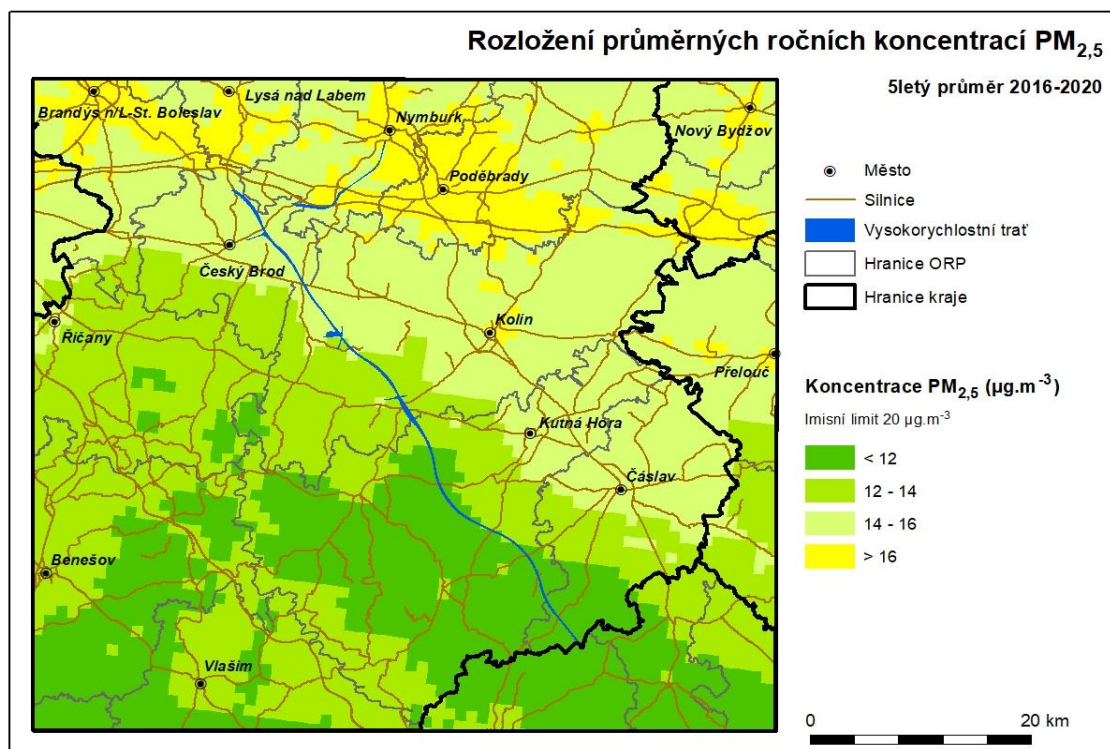 Rozložení průměrných ročních koncentrací PM2,5
5letý průměr 2016-2020
Brandýs n/L-St. Boleslav
Lysá nad Labem
Nymburk
Nový Bydžov
Poděbrady
Český Brod
Kolín
Říčany
Přelouč
Kutná Hora
Čáslav
Benešov
Vlašim
Město
Silnice
Vysokorychlostní trať
Hranice ORP
Hranice kraje
Koncentrace PM2,5 (µg.m-3)
Imisní limit 20 µg.m-3
< 12
12 - 14
14 - 16
> 16
0 20 km